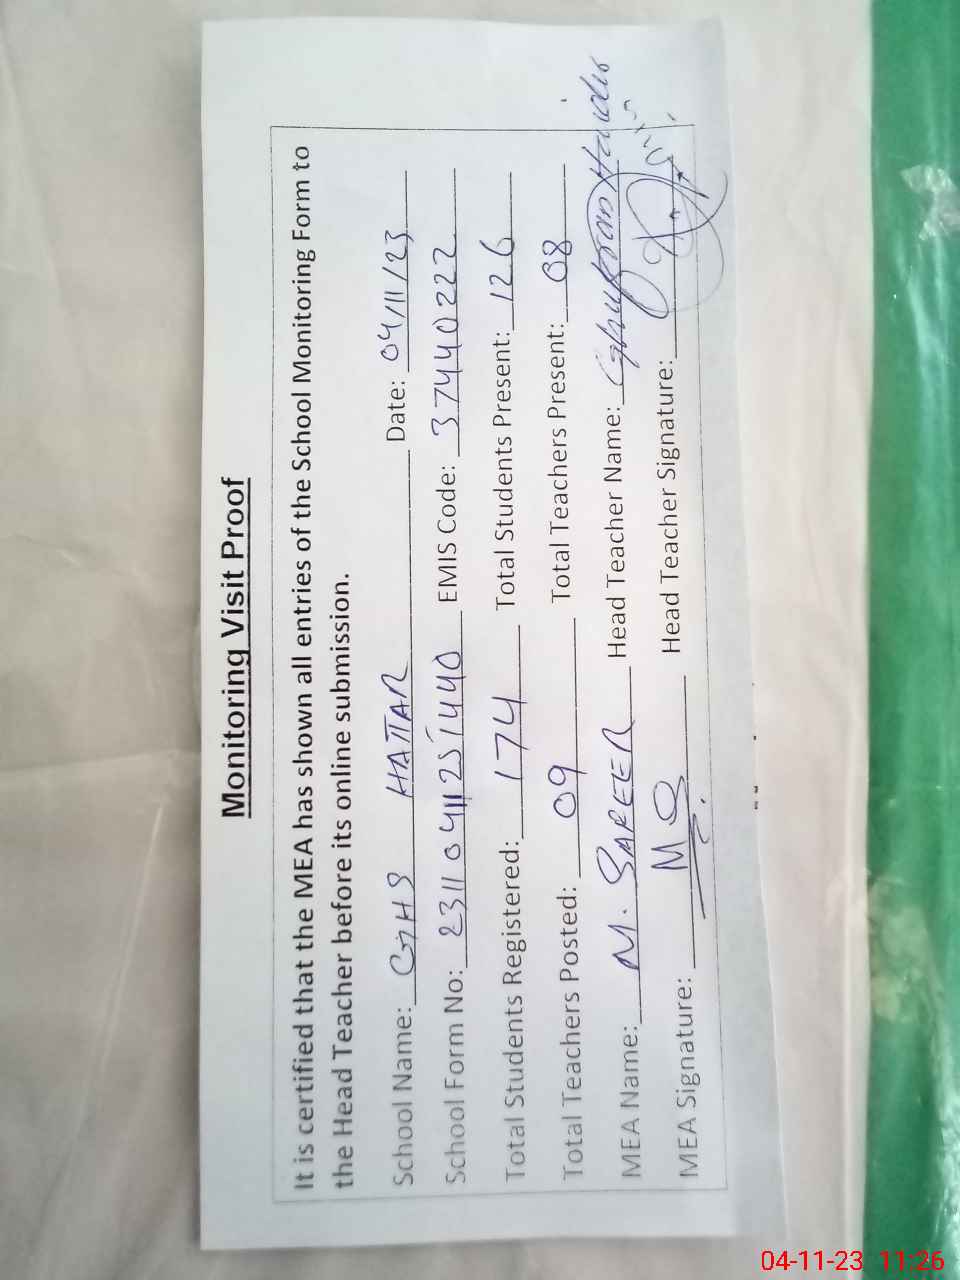 Monitoring Visit Proof
It is certified that the MEA has shown all entries of the School Monitoring Form to
the Head Teacher before its online submission.
School Name: GHS HATTAR Date: 04/11/23
School Form No: EMIS Code: 37440222
Total Students Registered: 174 Total Students Present: 126
Total Teachers Posted: 09 Total Teachers Present: 08
MEA Name: M. Head Teacher Name:
MEA Signature: Head Teacher Signature:
04-11-23 11:26